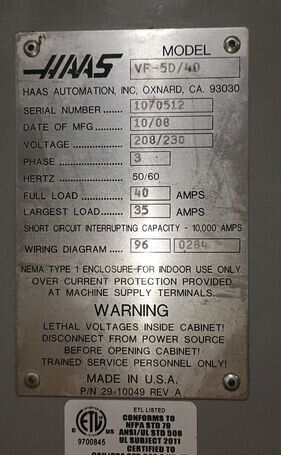 HAAS
MODEL
VF-5D/40
HAAS AUTOMATION, INC, OXNARD, CA. 93030
SERIAL NUMBER ........ 1070512
DATE OF MFG ........... 10/08
VOLTAGE ............... 208/230
PHASE ................. 3
HERTZ ................. 50/60
FULL LOAD ............ 40 AMPS
LARGEST LOAD ...... 35 AMPS
SHORT CIRCUIT INTERRUPTING CAPACITY - 10,000 AMPS
WIRING DIAGRAM ..... 96 0284
NEMA TYPE 1 ENCLOSURE-FOR INDOOR USE ONLY
OVER CURRENT PROTECTION PROVIDED
AT MACHINE SUPPLY TERMINALS.
WARNING
LETHAL VOLTAGES INSIDE CABINET!
DISCONNECT FROM POWER SOURCE
BEFORE OPENING CABINET!
TRAINED SERVICE PERSONNEL ONLY!
MADE IN U.S.A.
P/N 29-10049 REV A
ETL LISTED
CONFORMS TO
NFPA STD 79
ANSI/UL STD 508
UL SUBJECT 2011
CERTIFIED TO
ETL
9700845